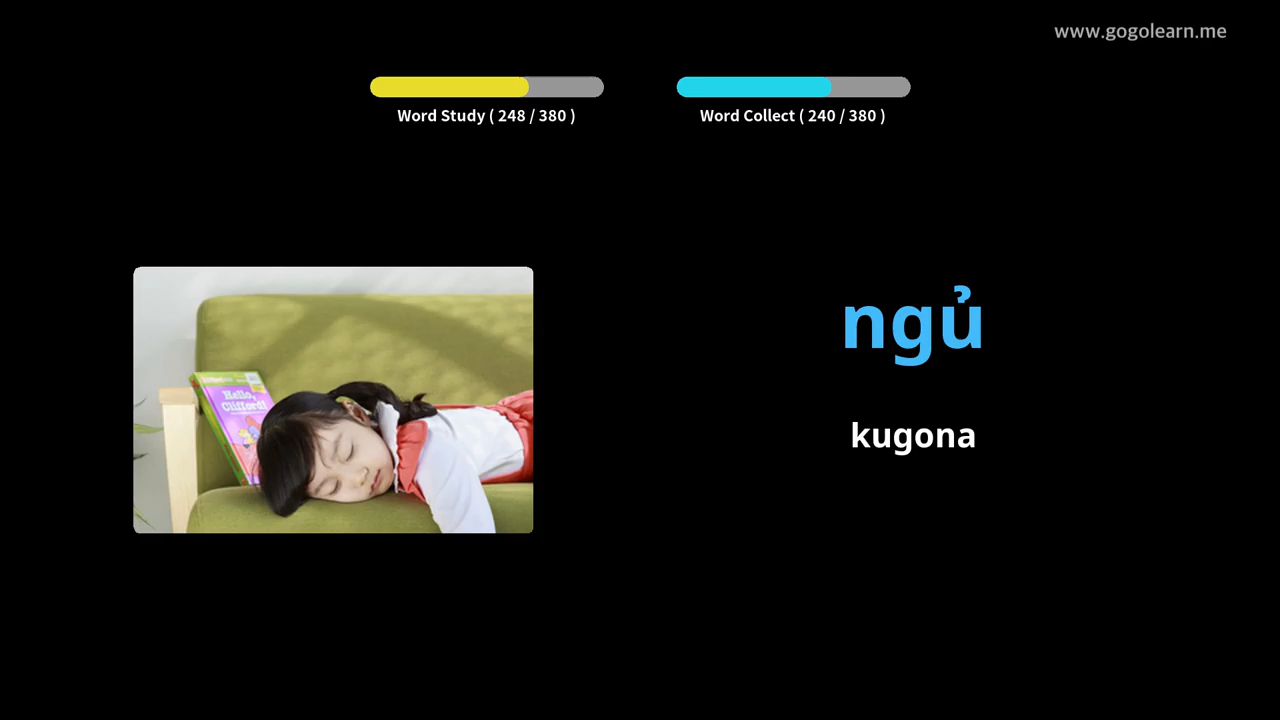 www.gogolearn.me
Word Study ( 248 / 380 )
Word Collect ( 240 / 380 )
ngủ
kugona
Hello,
Clifford!